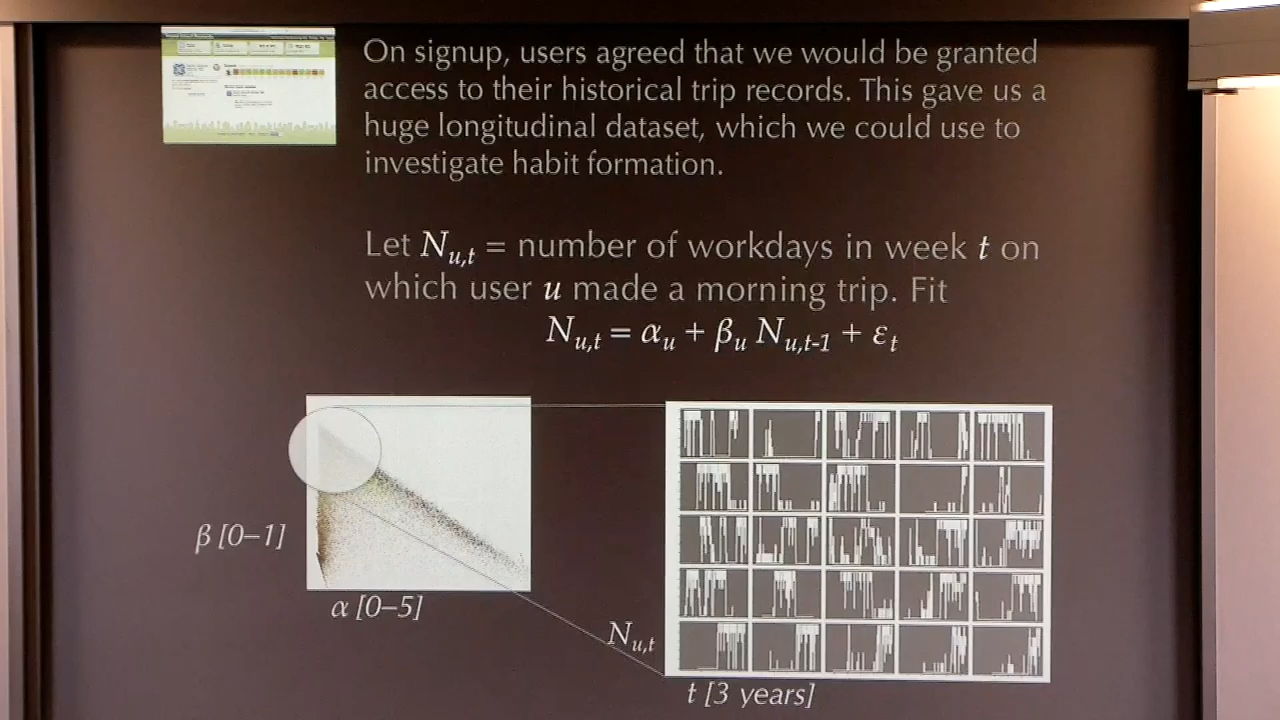 On signup, users agreed that we would be granted
access to their historical trip records. This gave us a
huge longitudinal dataset, which we could use to
investigate habit formation.
Let N_{u,t} = number of workdays in week t on
which user u made a morning trip. Fit
N_{u,t} = α_u + β_u N_{u,t-1} + ε_t
β [0–1]
α [0–5]
N_{u,t}
t [3 years]